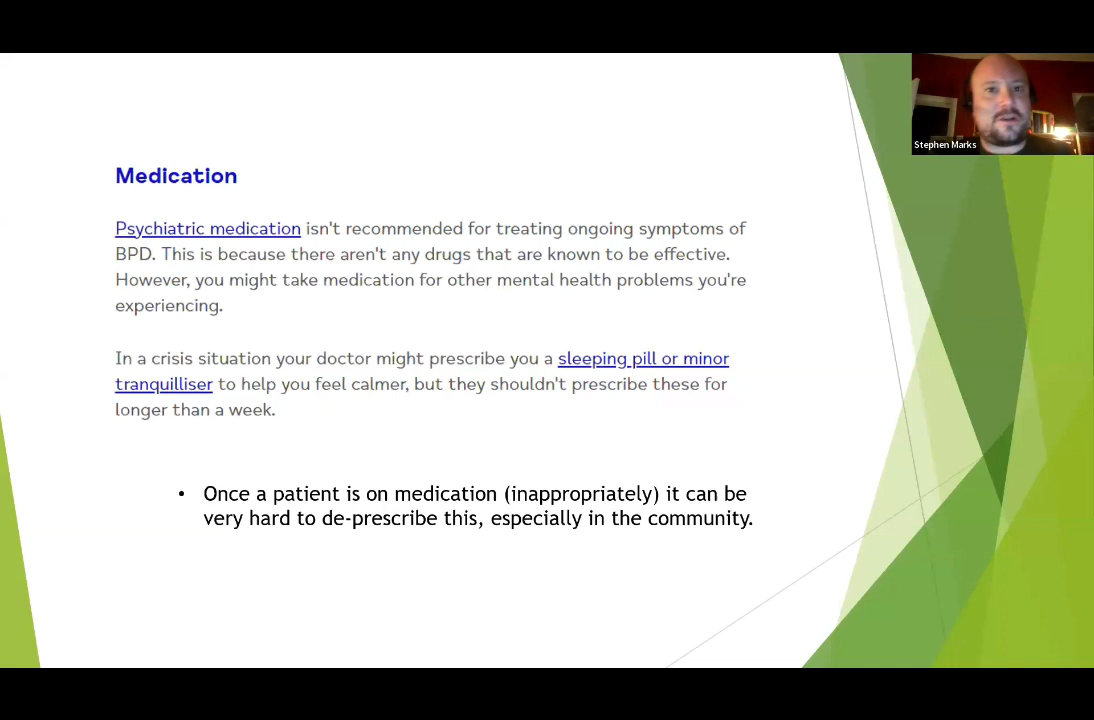 Stephen Marks
Medication
Psychiatric medication isn't recommended for treating ongoing symptoms of
BPD. This is because there aren't any drugs that are known to be effective.
However, you might take medication for other mental health problems you're
experiencing.
In a crisis situation your doctor might prescribe you a sleeping pill or minor
tranquilliser to help you feel calmer, but they shouldn't prescribe these for
longer than a week.
• Once a patient is on medication (inappropriately) it can be
very hard to de-prescribe this, especially in the community.